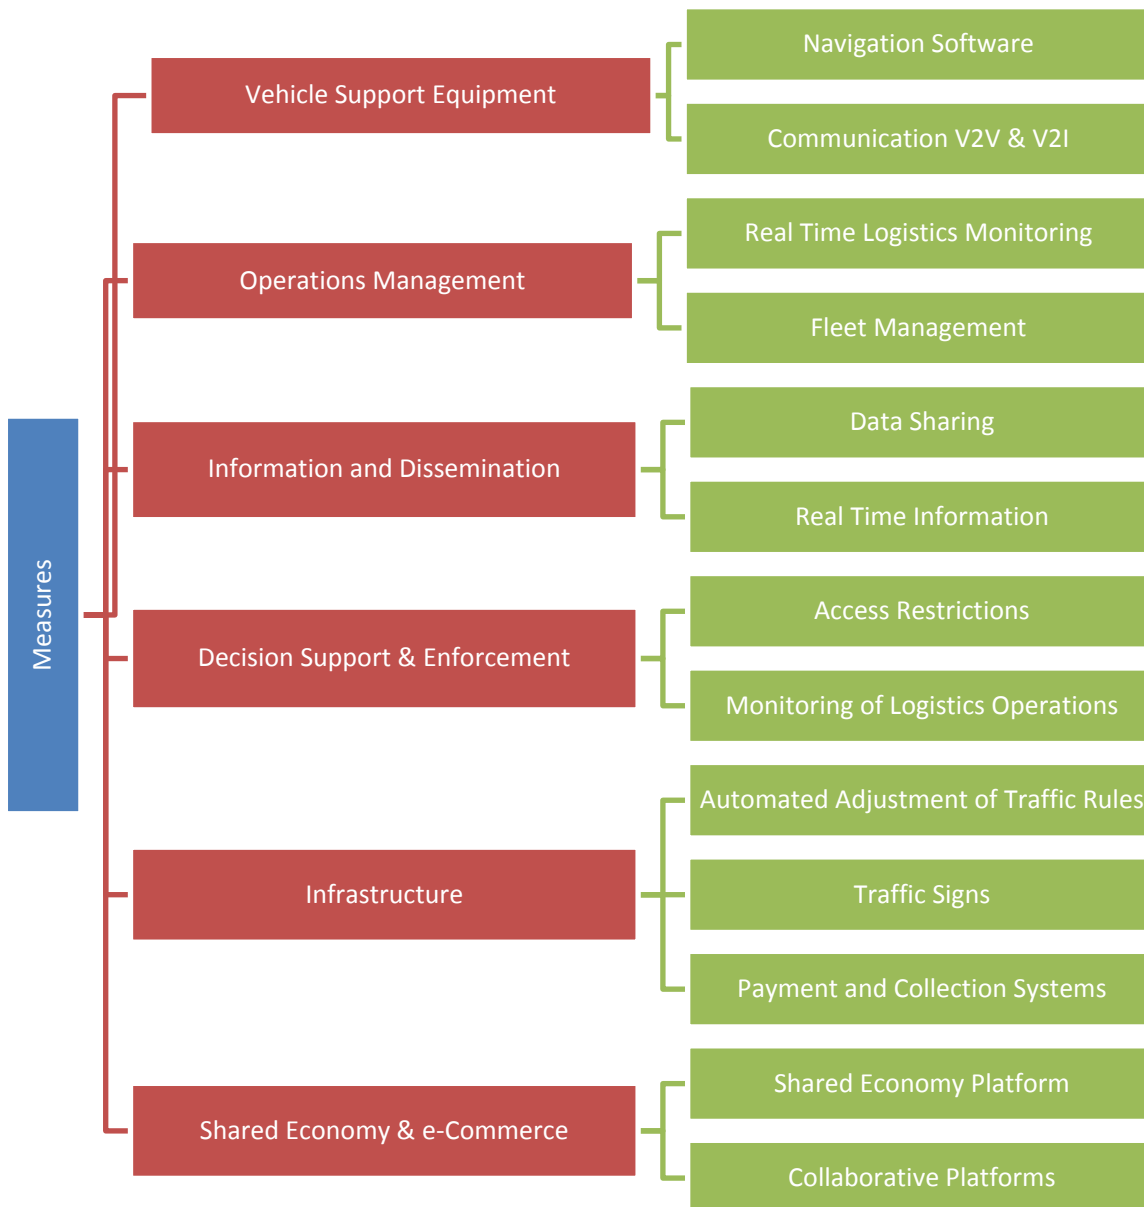 Measures
Vehicle Support Equipment
Navigation Software
Communication V2V & V2I
Operations Management
Real Time Logistics Monitoring
Fleet Management
Information and Dissemination
Data Sharing
Real Time Information
Decision Support & Enforcement
Access Restrictions
Monitoring of Logistics Operations
Infrastructure
Automated Adjustment of Traffic Rules
Traffic Signs
Payment and Collection Systems
Shared Economy & e-Commerce
Shared Economy Platform
Collaborative Platforms